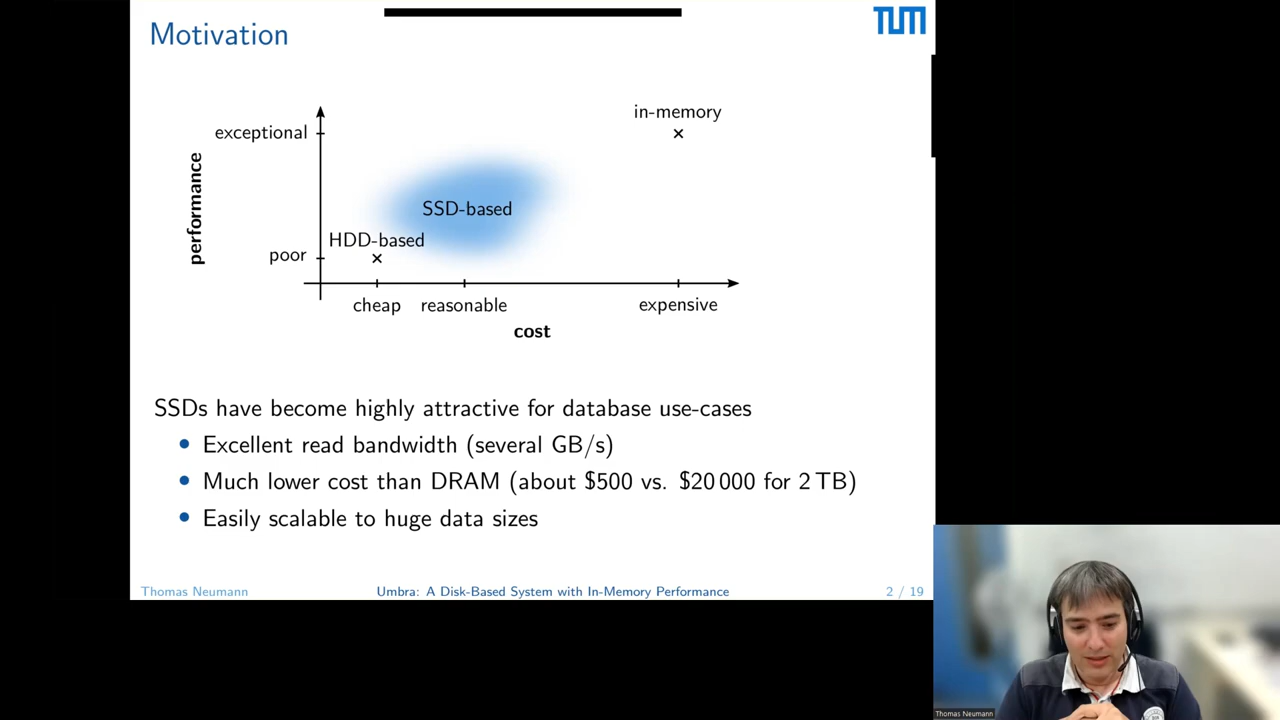 Motivation
TUM
in-memory
exceptional
performance
SSD-based
HDD-based
poor
cheap
reasonable
expensive
cost
SSDs have become highly attractive for database use-cases
• Excellent read bandwidth (several GB/s)
• Much lower cost than DRAM (about $500 vs. $20 000 for 2 TB)
• Easily scalable to huge data sizes
Thomas Neumann
Umbra: A Disk-Based System with In-Memory Performance
2 / 19
Thomas Neumann